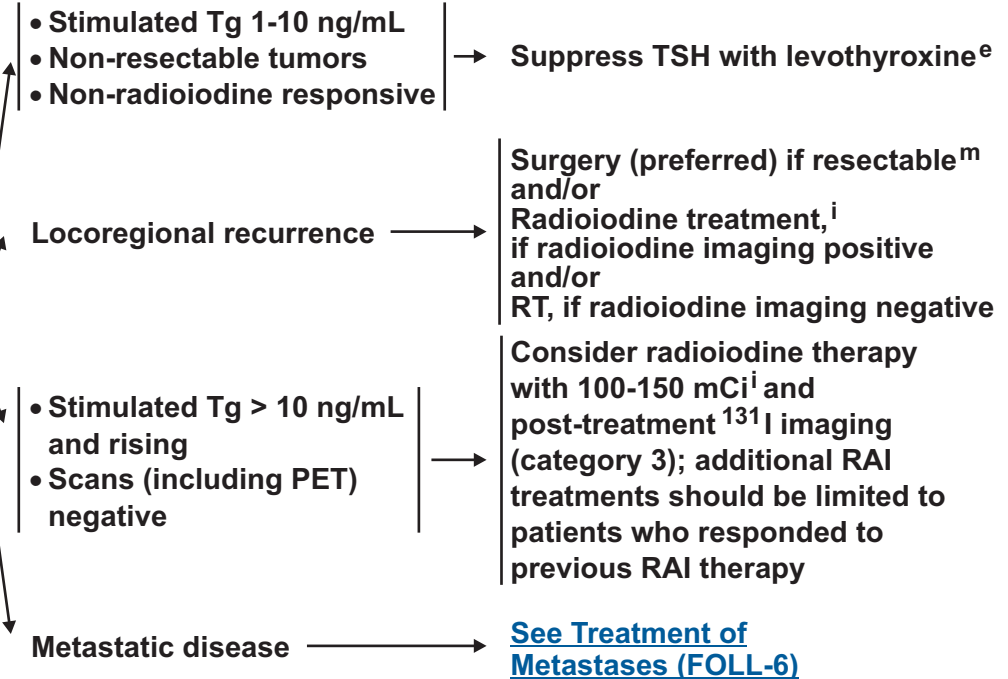 • Stimulated Tg 1-10 ng/mL
• Non-resectable tumors
• Non-radioiodine responsive
Suppress TSH with levothyroxine e
Locoregional recurrence
Surgery (preferred) if resectable m
and/or
Radioiodine treatment, i
if radioiodine imaging positive
and/or
RT, if radioiodine imaging negative
• Stimulated Tg > 10 ng/mL
and rising
• Scans (including PET)
negative
Consider radioiodine therapy
with 100-150 mCi i and
post-treatment 131 I imaging
(category 3); additional RAI
treatments should be limited to
patients who responded to
previous RAI therapy
Metastatic disease
See Treatment of
Metastases (FOLL-6)